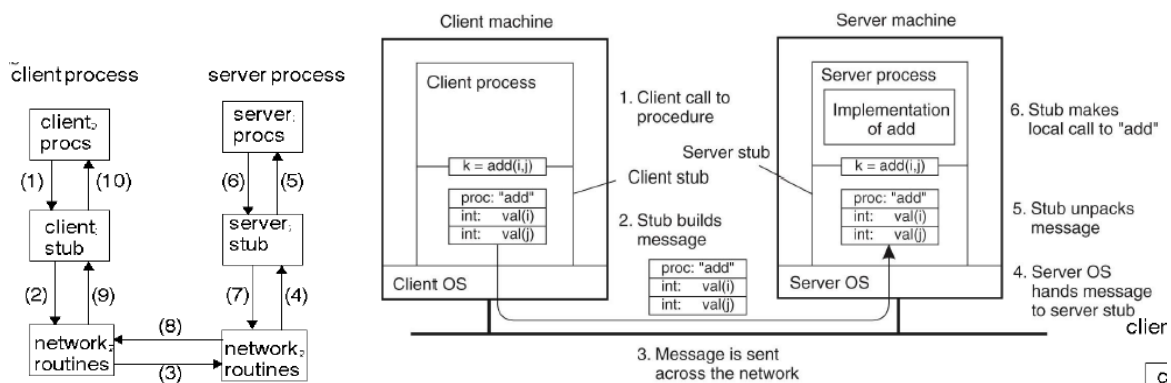 client process
server process
client
procs
server
procs
(1)
(10)
(6)
(5)
client
stub
server
stub
(2)
(9)
(7)
(4)
(8)
network
routines
(3)
network
routines
Client machine
Server machine
Client process
1. Client call to
procedure
k = add(i,j)
Client stub
proc: "add"
int: val(i)
int: val(j)
2. Stub builds
message
proc: "add"
int: val(i)
int: val(j)
Client OS
Server process
Implementation
of add
Server stub
k = add(i,j)
proc: "add"
int: val(i)
int: val(j)
Server OS
6. Stub makes
local call to "add"
5. Stub unpacks
message
4. Server OS
hands message
to server stub
3. Message is sent
across the network